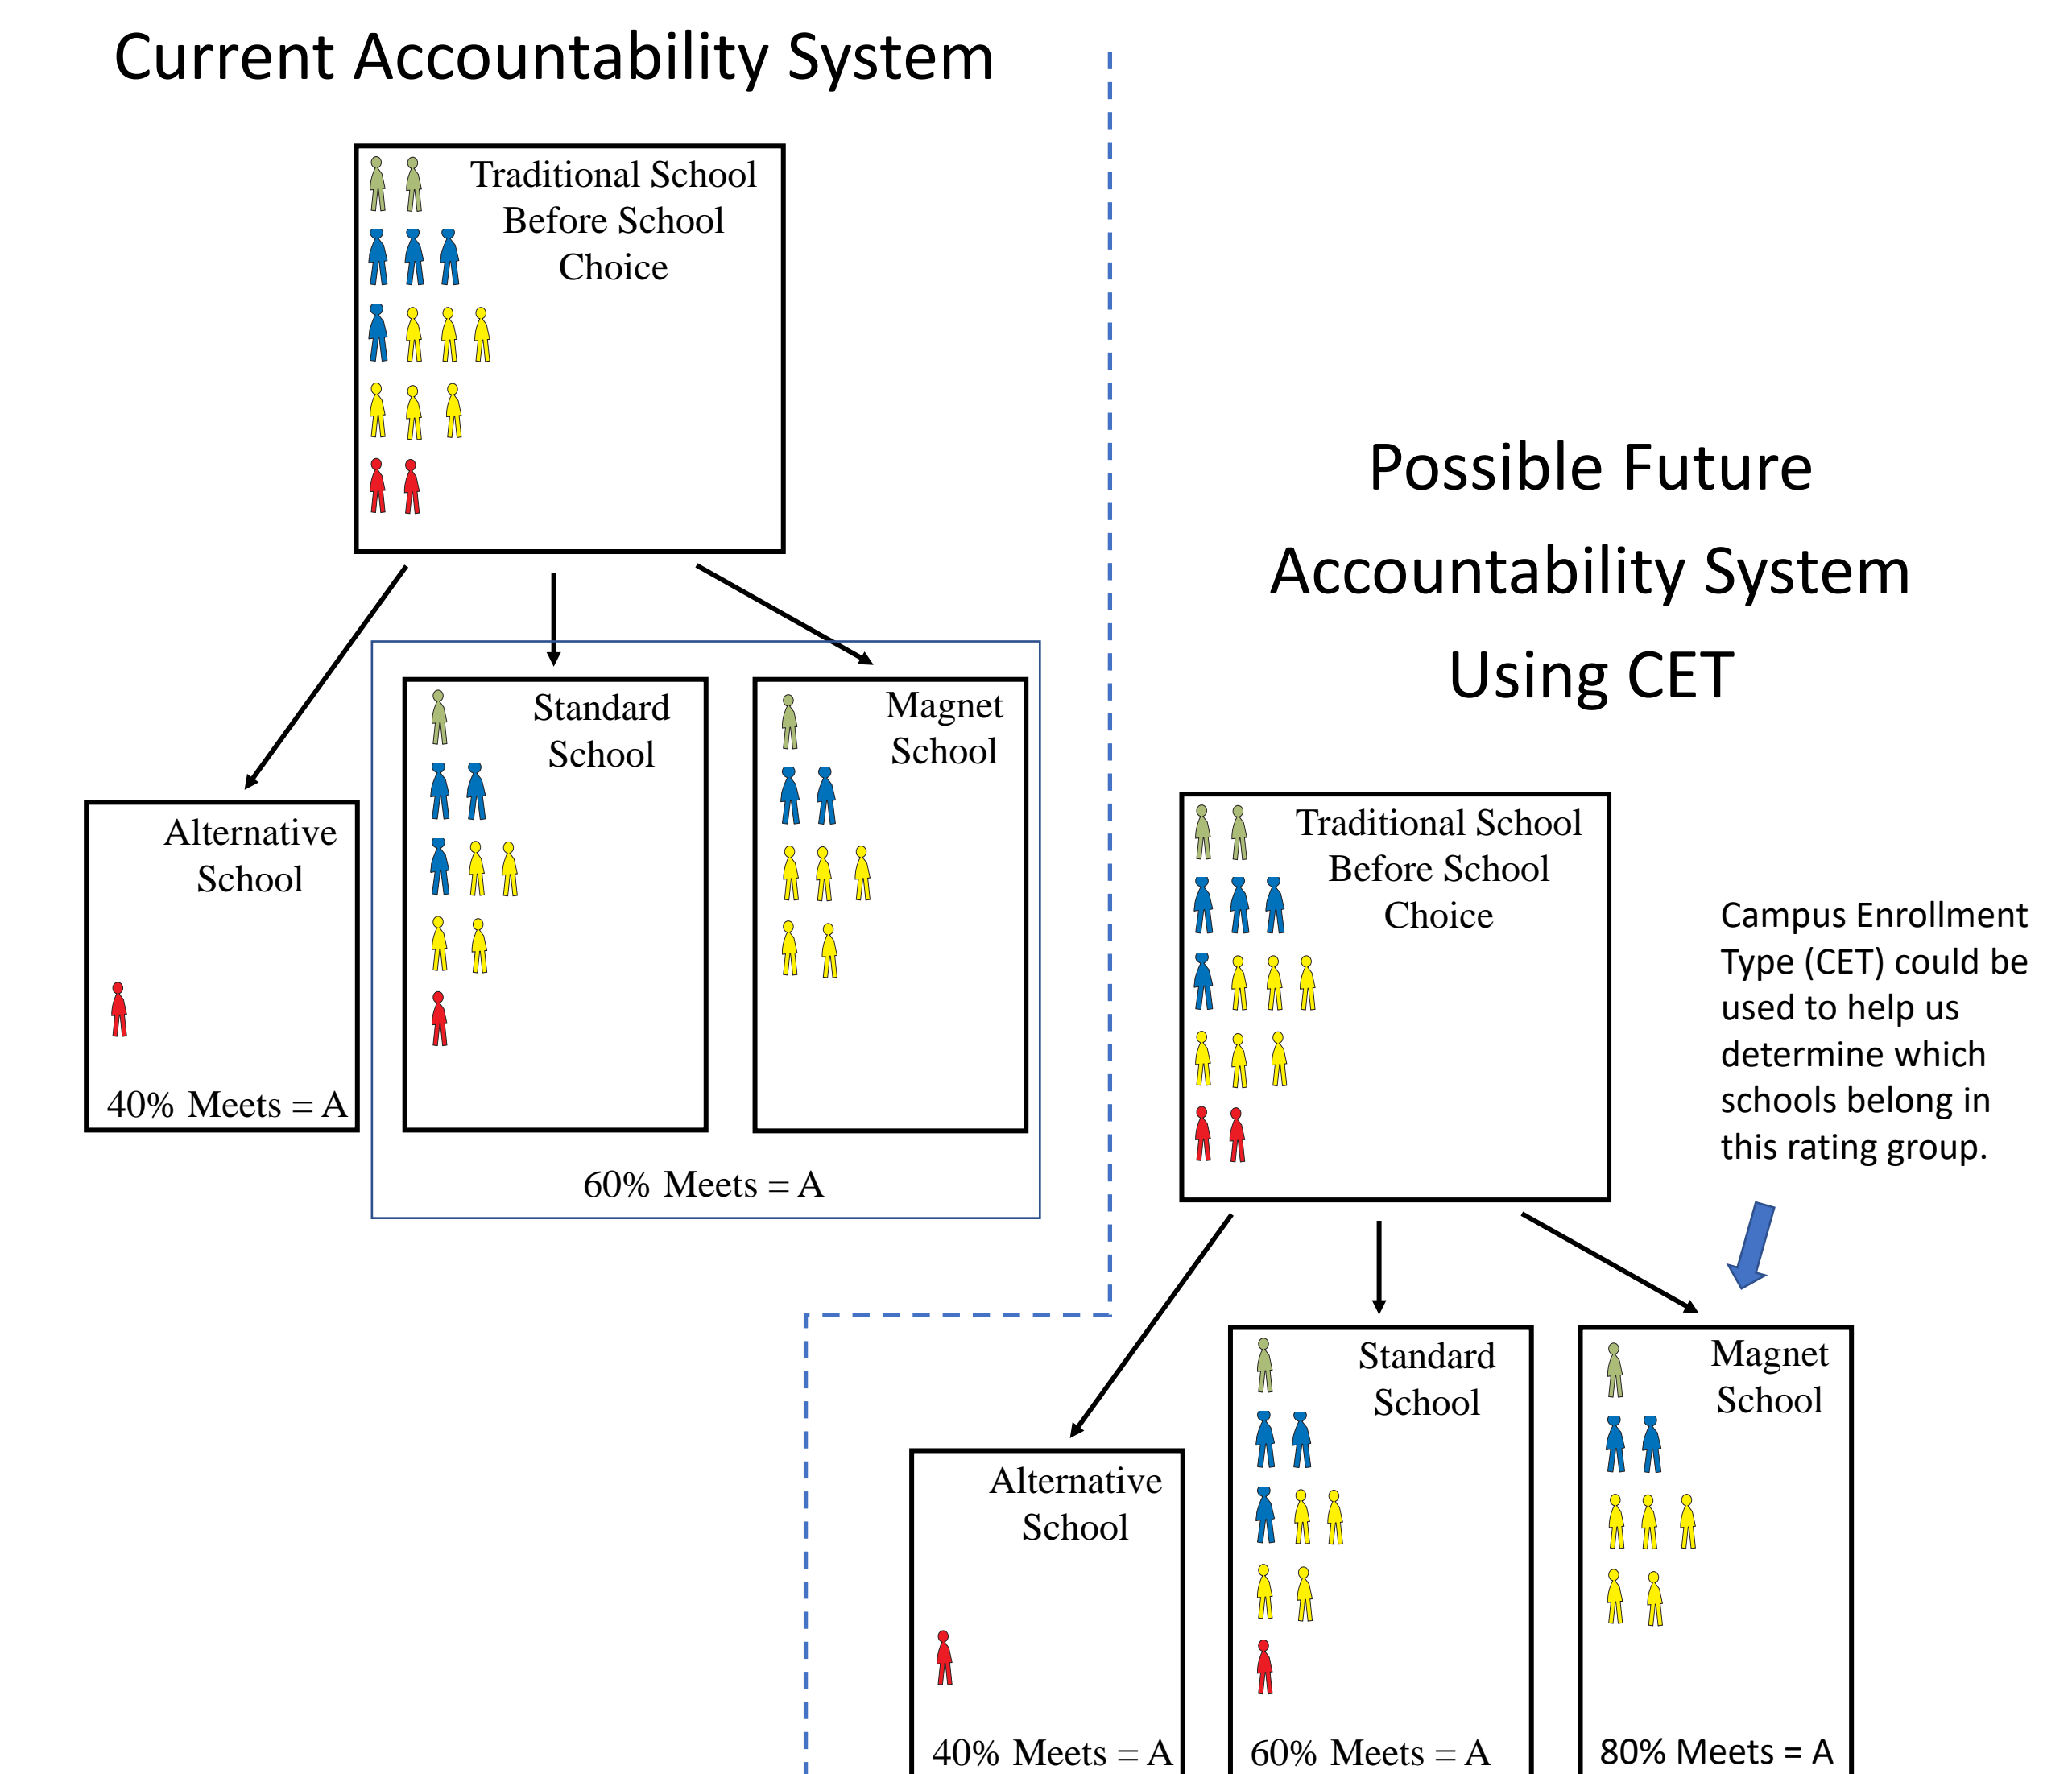 Current Accountability System
Traditional School
Before School
Choice
Standard
School
Magnet
School
Alternative
School
40% Meets = A
60% Meets = A
Possible Future
Accountability System
Using CET
Traditional School
Before School
Choice
Campus Enrollment
Type (CET) could be
used to help us
determine which
schools belong in
this rating group.
Standard
School
Magnet
School
Alternative
School
40% Meets = A
60% Meets = A
80% Meets = A